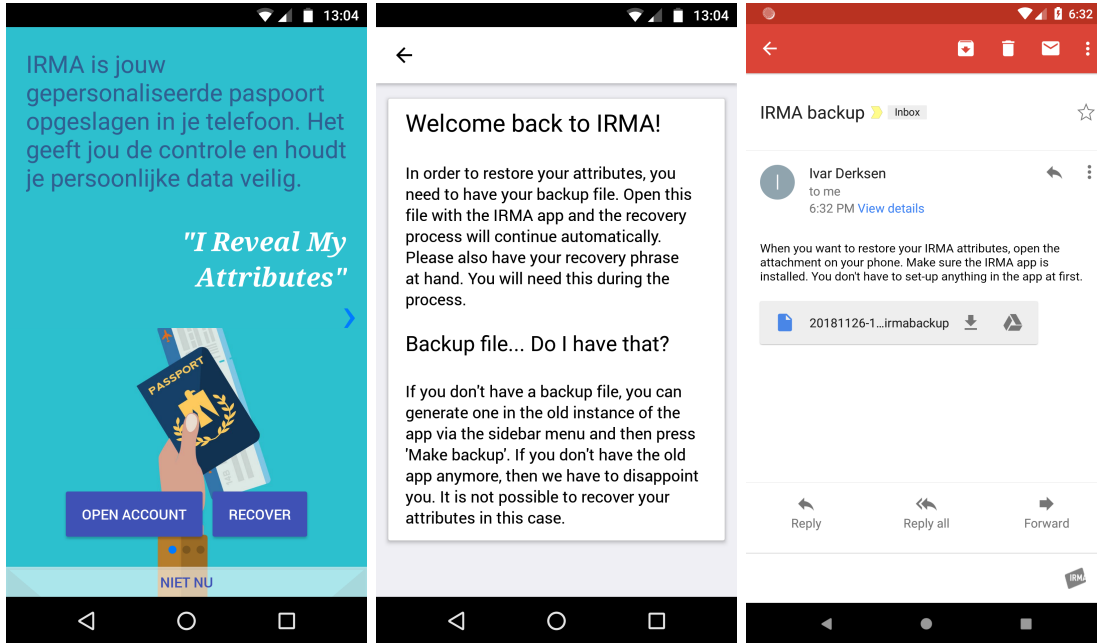 13:04
IRMA is jouw
gepersonaliseerde paspoort
opgeslagen in je telefoon. Het
geeft jou de controle en houdt
je persoonlijke data veilig.
"I Reveal My
Attributes"
PASSPORT
OPEN ACCOUNT
RECOVER
NIET NU
13:04
Welcome back to IRMA!
In order to restore your attributes, you
need to have your backup file. Open this
file with the IRMA app and the recovery
process will continue automatically.
Please also have your recovery phrase
at hand. You will need this during the
process.
Backup file... Do I have that?
If you don't have a backup file, you can
generate one in the old instance of the
app via the sidebar menu and then press
'Make backup'. If you don't have the old
app anymore, then we have to disappoint
you. It is not possible to recover your
attributes in this case.
6:32
IRMA backup
Inbox
I
Ivar Derksen
to me
6:32 PM View details
When you want to restore your IRMA attributes, open the
attachment on your phone. Make sure the IRMA app is
installed. You don't have to set-up anything in the app at first.
20181126-1...irmabackup
Reply
Reply all
Forward
IRMA